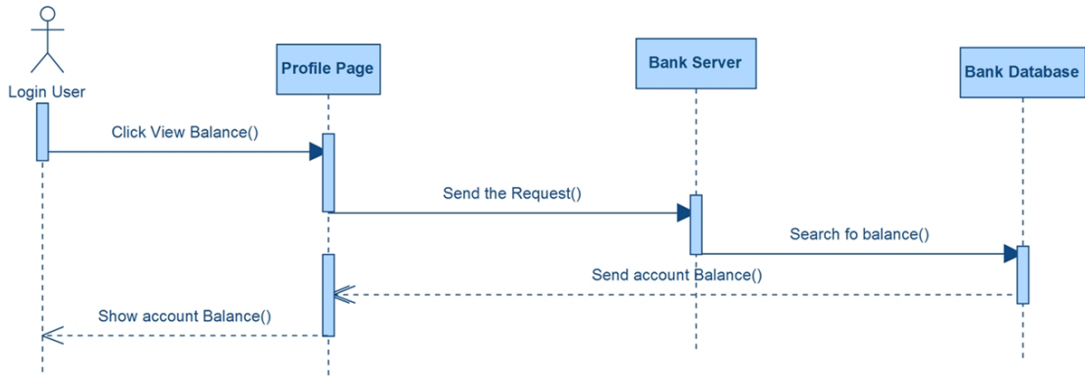 Login User
Profile Page
Bank Server
Bank Database
Click View Balance()
Send the Request()
Search fo balance()
Send account Balance()
Show account Balance()